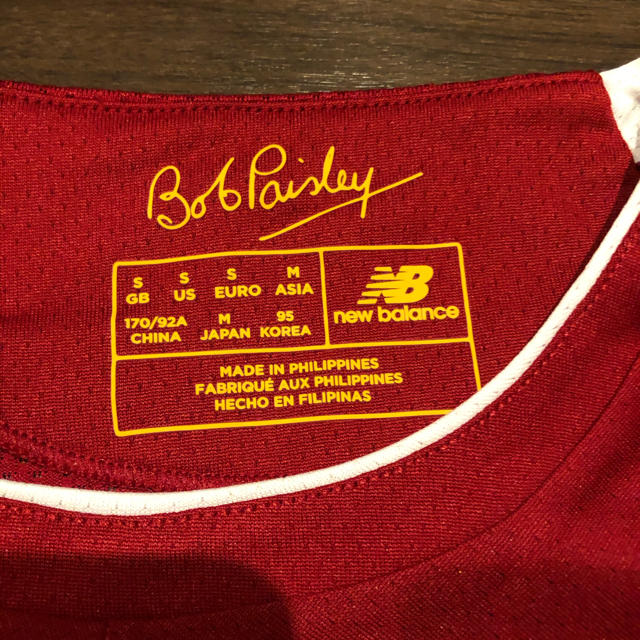 Bob Paisley
S S S M
GB US EURO ASIA
170/92A M 95
CHINA JAPAN KOREA
NB
new balance
MADE IN PHILIPPINES
FABRIQUÉ AUX PHILIPPINES
HECHO EN FILIPINAS